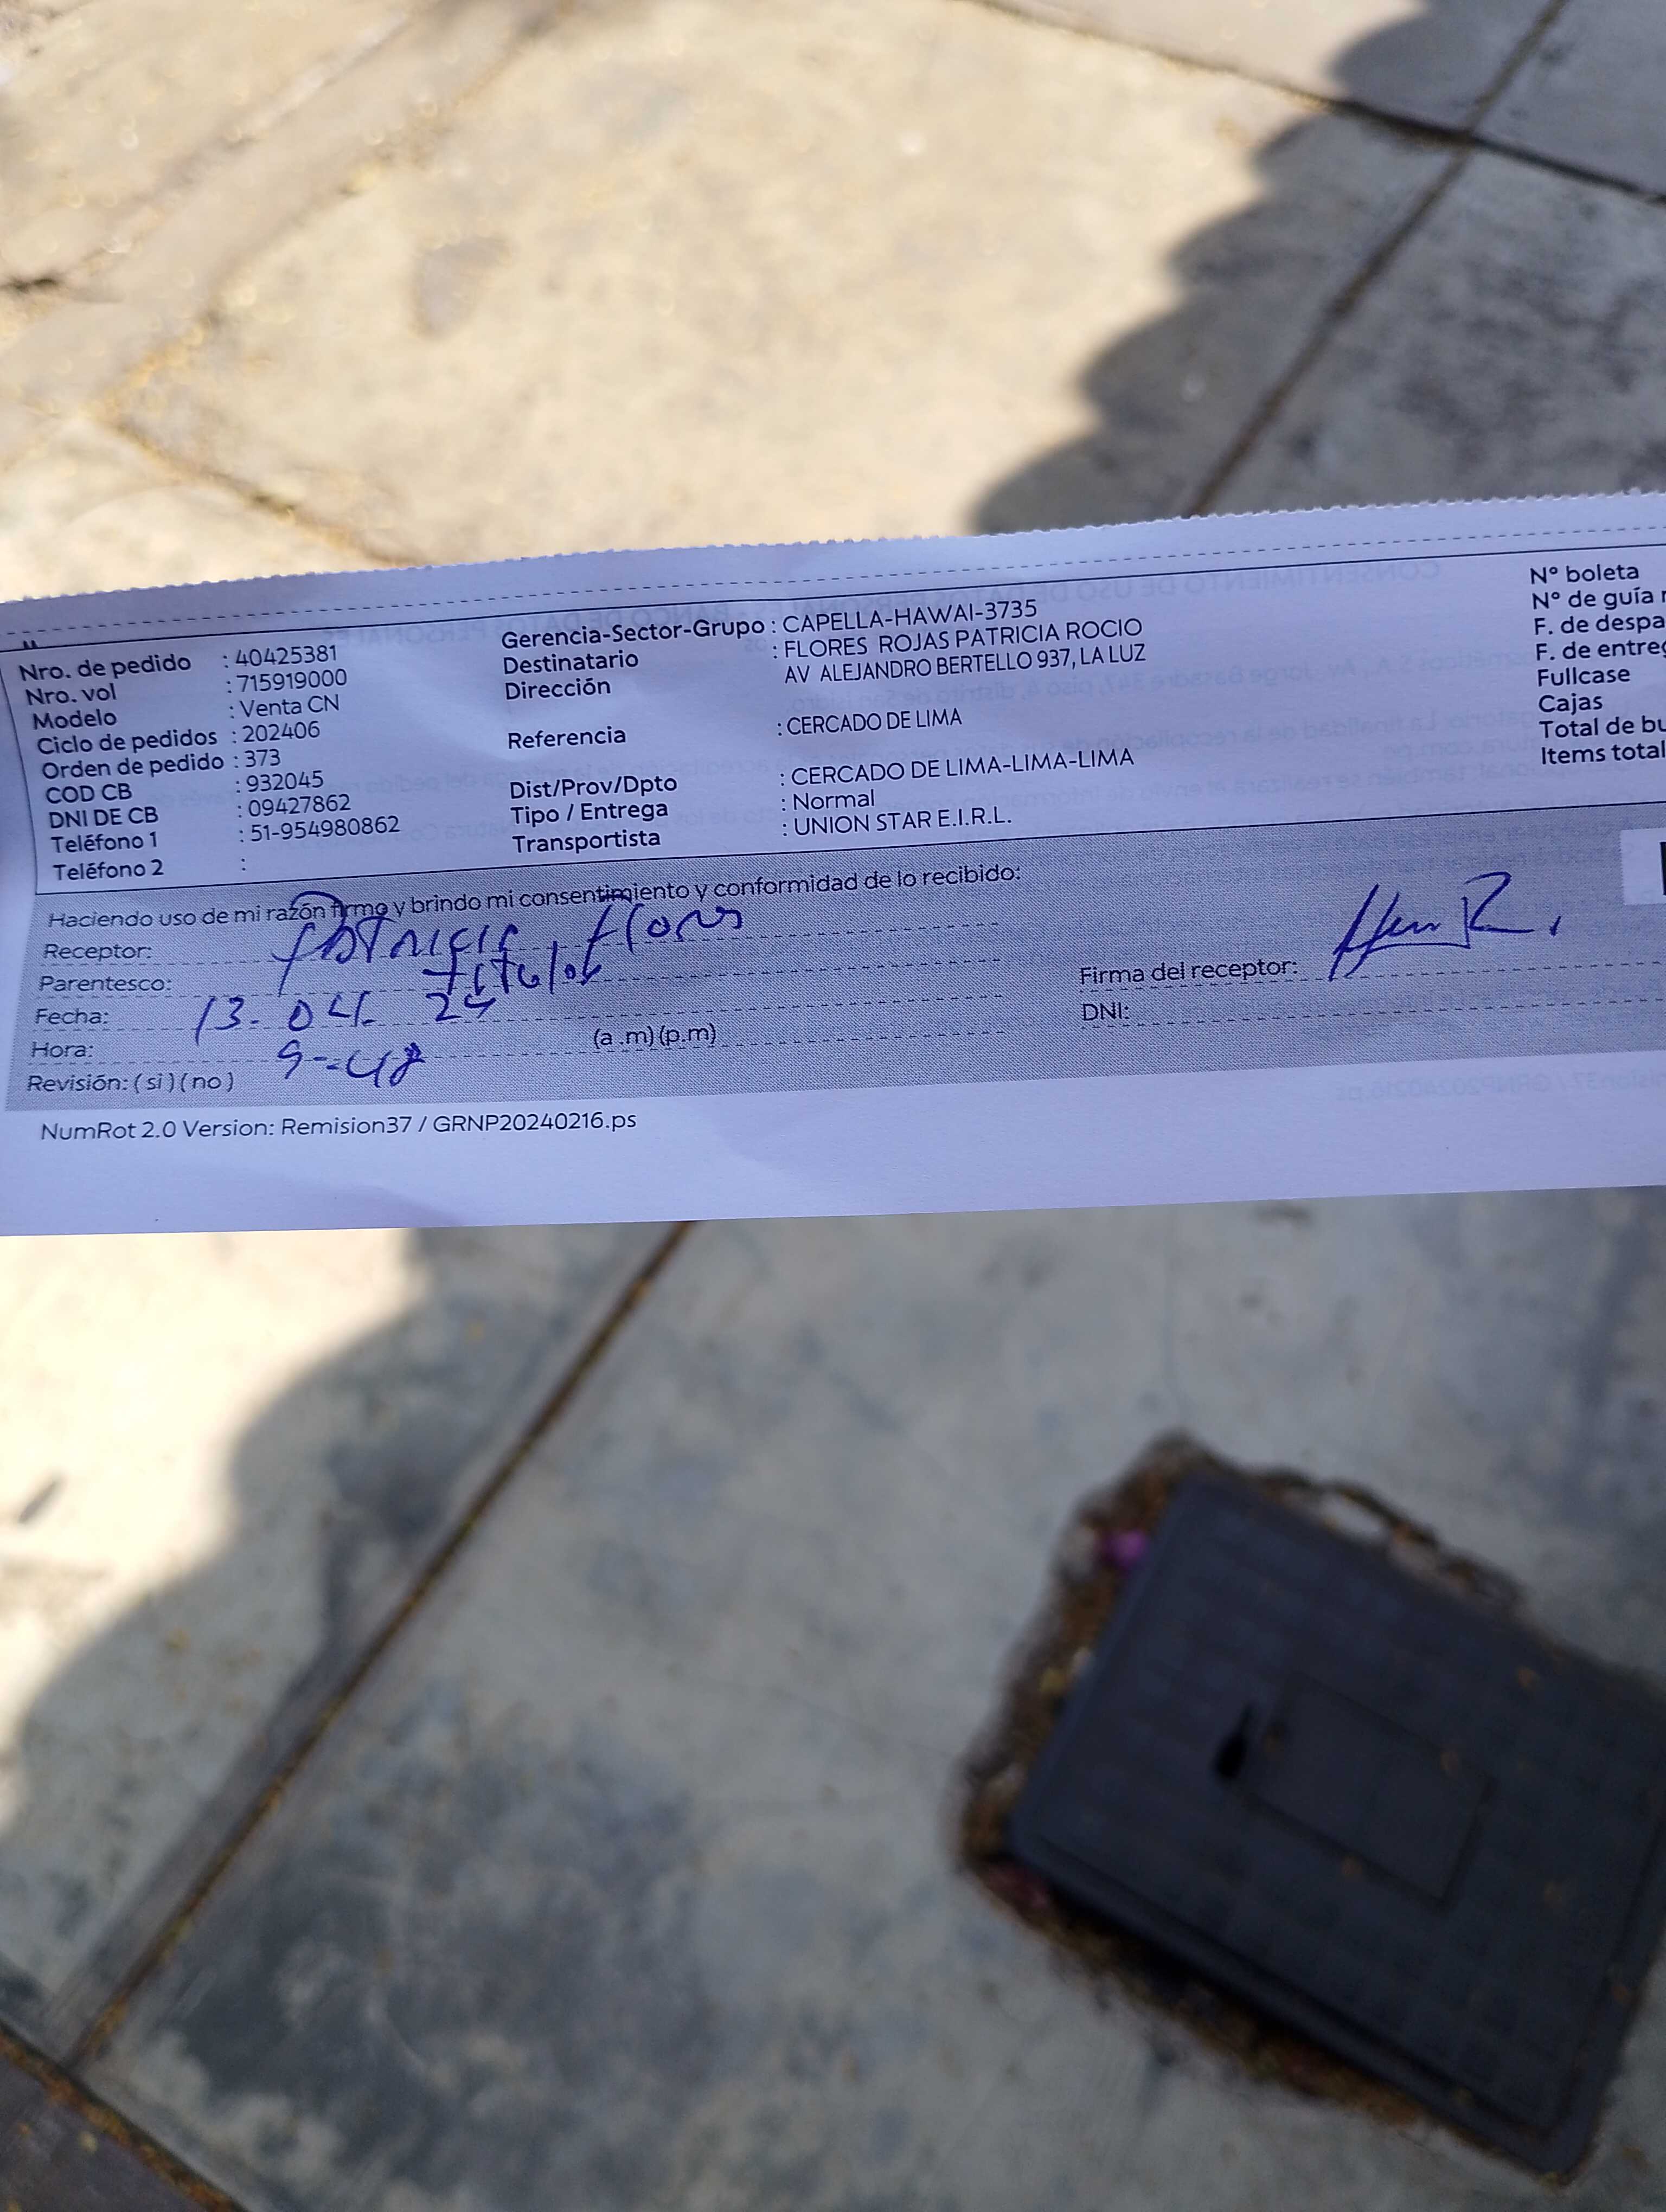 Nro. de pedido : 40425381
Nro. vol : 715919000
Modelo : Venta CN
Ciclo de pedidos : 202406
Orden de pedido : 373
COD CB : 932045
DNI DE CB : 09427862
Teléfono 1 : 51-954980862
Teléfono 2 :
Gerencia-Sector-Grupo : CAPELLA-HAWAI-3735
Destinatario : FLORES ROJAS PATRICIA ROCIO
Dirección AV ALEJANDRO BERTELLO 937, LA LUZ
Referencia : CERCADO DE LIMA
Dist/Prov/Dpto : CERCADO DE LIMA-LIMA-LIMA
Tipo / Entrega : Normal
Transportista : UNION STAR E.I.R.L.
N° boleta
N° de guía
F. de despa
F. de entreg
Fullcase
Cajas
Total de bu
Items total
Haciendo uso de mi razón firmo y brindo mi consentimiento y conformidad de lo recibido:
Receptor: Patricia Flores
Parentesco: titular
Fecha: 13. 04. 24
Hora: 9-48 (a.m)(p.m)
Revisión: ( si ) ( no )
Firma del receptor:
DNI:
NumRot 2.0 Version: Remision37 / GRNP20240216.ps